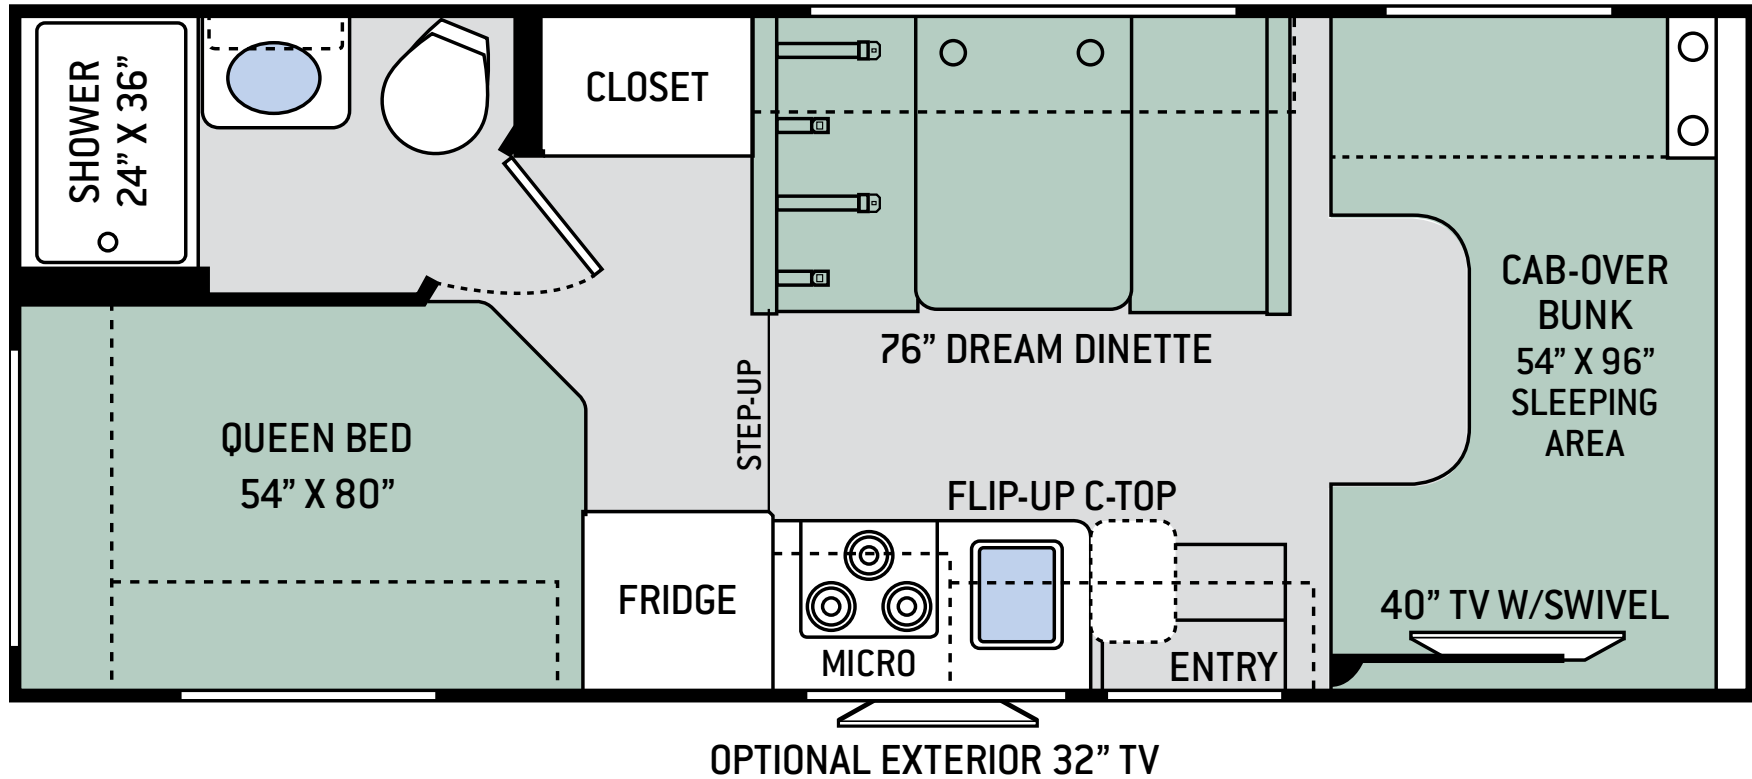 SHOWER
24” X 36”
CLOSET
76” DREAM DINETTE
CAB-OVER
BUNK
54” X 96”
SLEEPING
AREA
STEP-UP
QUEEN BED
54” X 80”
FLIP-UP C-TOP
FRIDGE
MICRO
ENTRY
40” TV W/SWIVEL
OPTIONAL EXTERIOR 32” TV